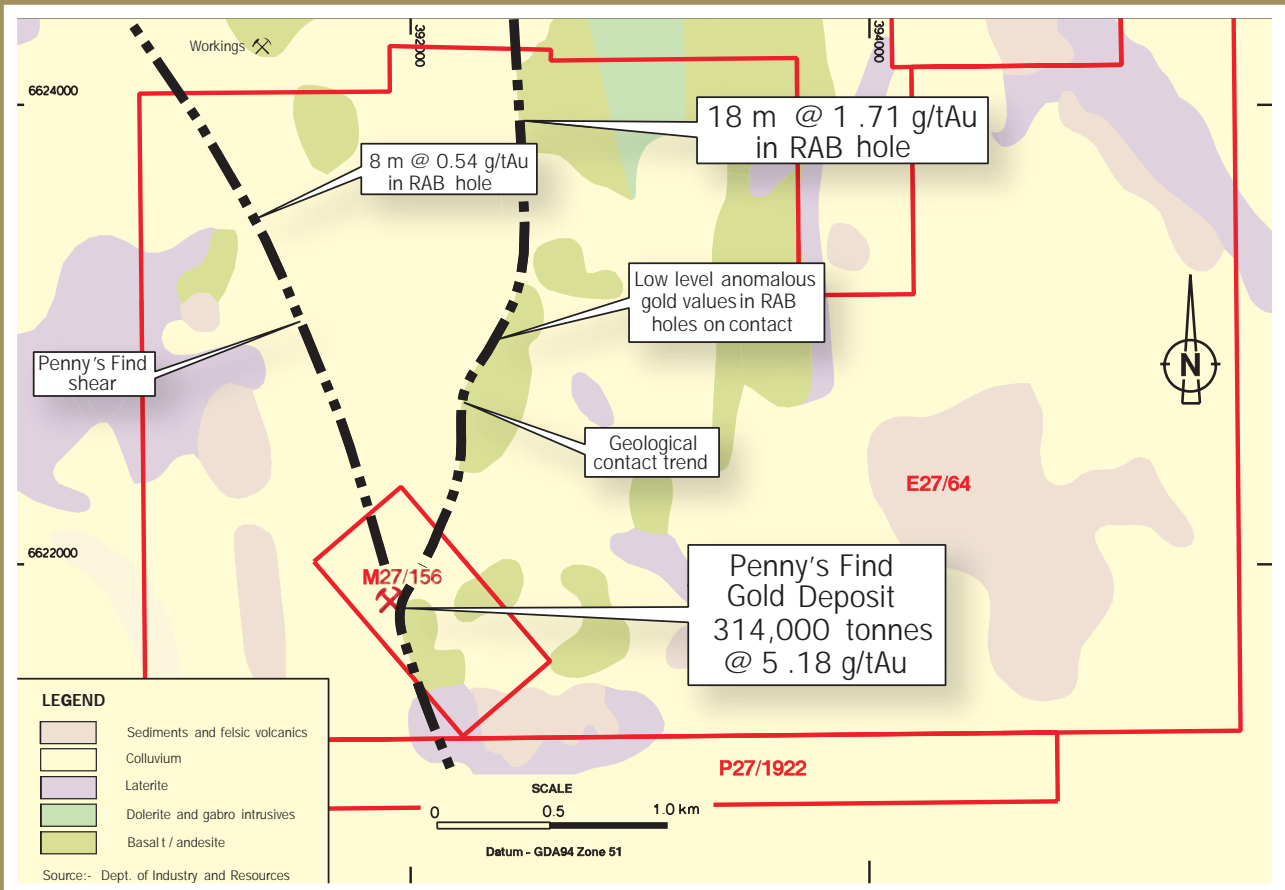 Workings
392000
394000
6624000
18 m @ 1 .71 g/tAu
in RAB hole
8 m @ 0.54 g/tAu
in RAB hole
Low level anomalous
gold values in RAB
holes on contact
Penny's Find
shear
N
Geological
contact trend
E27/64
6622000
M27/156
Penny's Find
Gold Deposit
314,000 tonnes
@ 5 .18 g/tAu
P27/1922
LEGEND
Sediments and felsic volcanics
Colluvium
Laterite
Dolerite and gabro intrusives
Basalt / andesite
Source:- Dept. of Industry and Resources
SCALE
0 0.5 1.0 km
Datum - GDA94 Zone 51